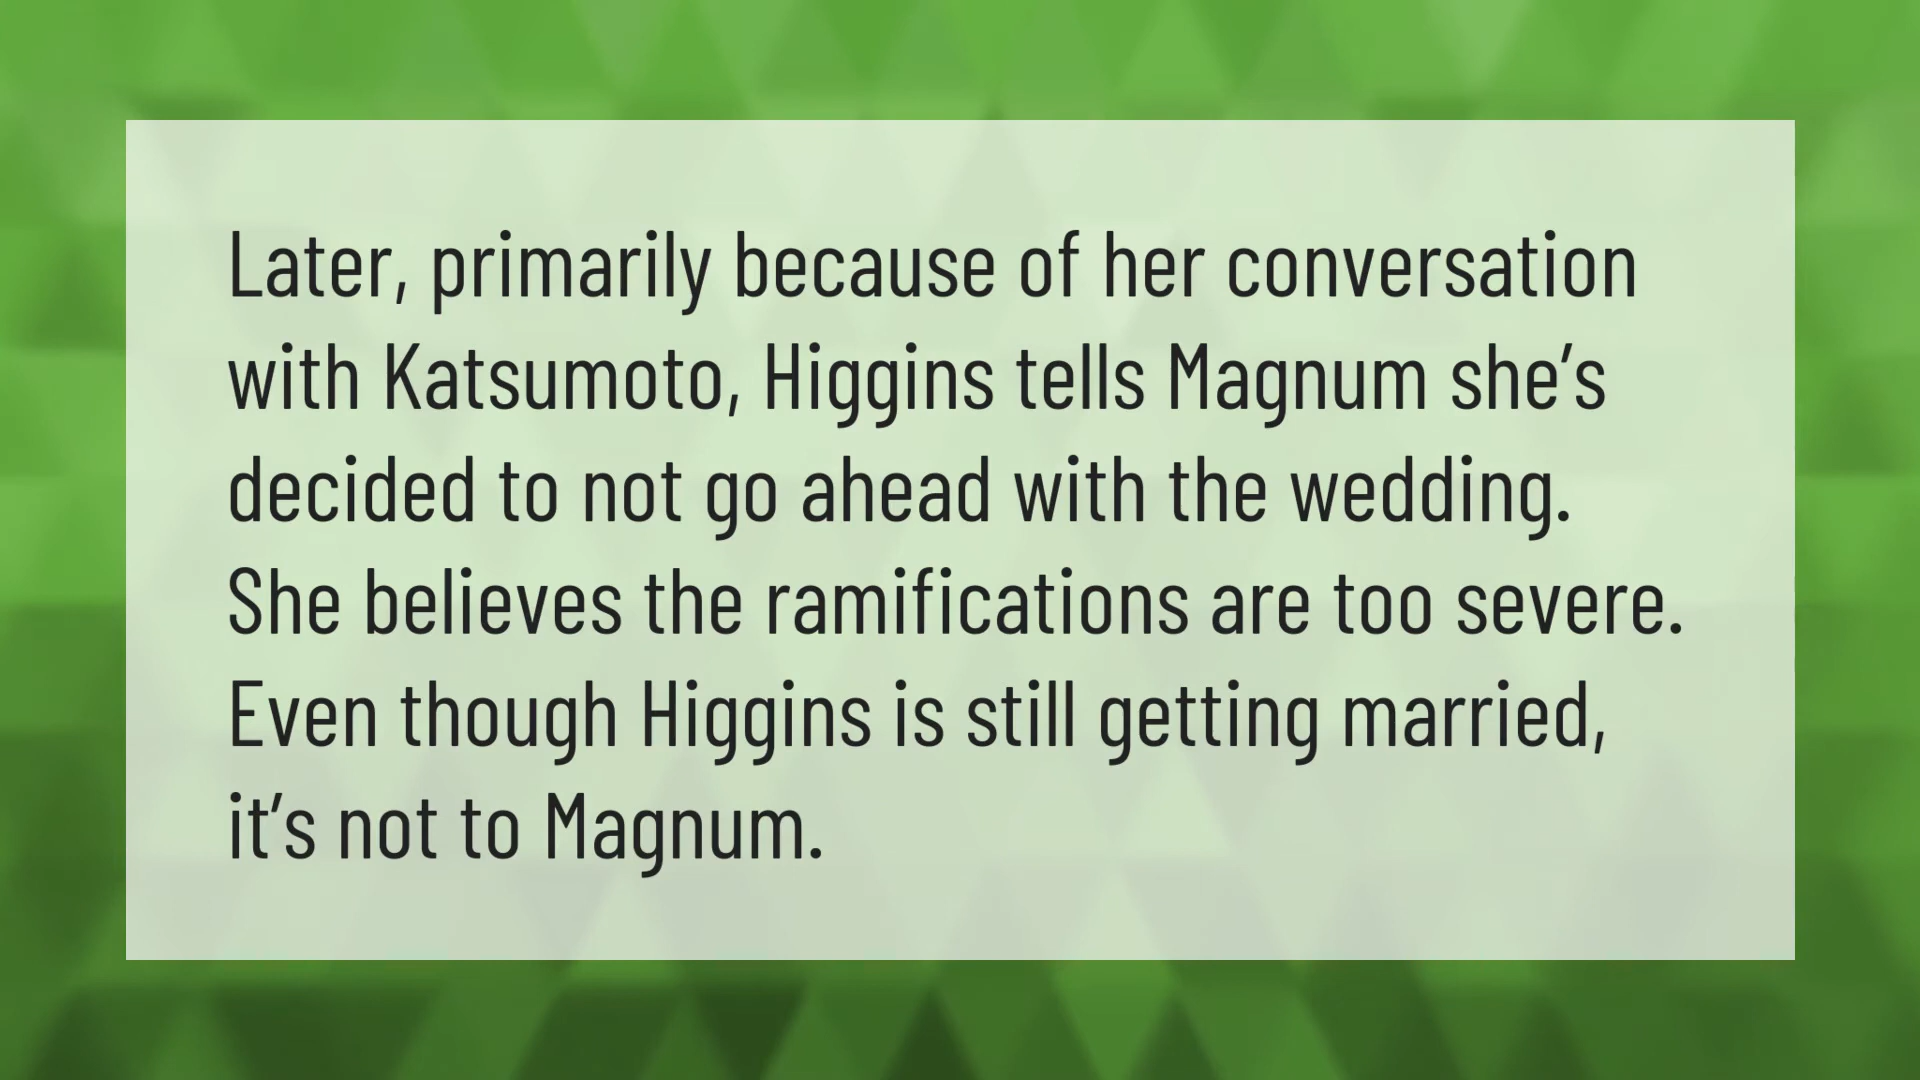 Later, primarily because of her conversation
with Katsumoto, Higgins tells Magnum she’s
decided to not go ahead with the wedding.
She believes the ramifications are too severe.
Even though Higgins is still getting married,
it’s not to Magnum.